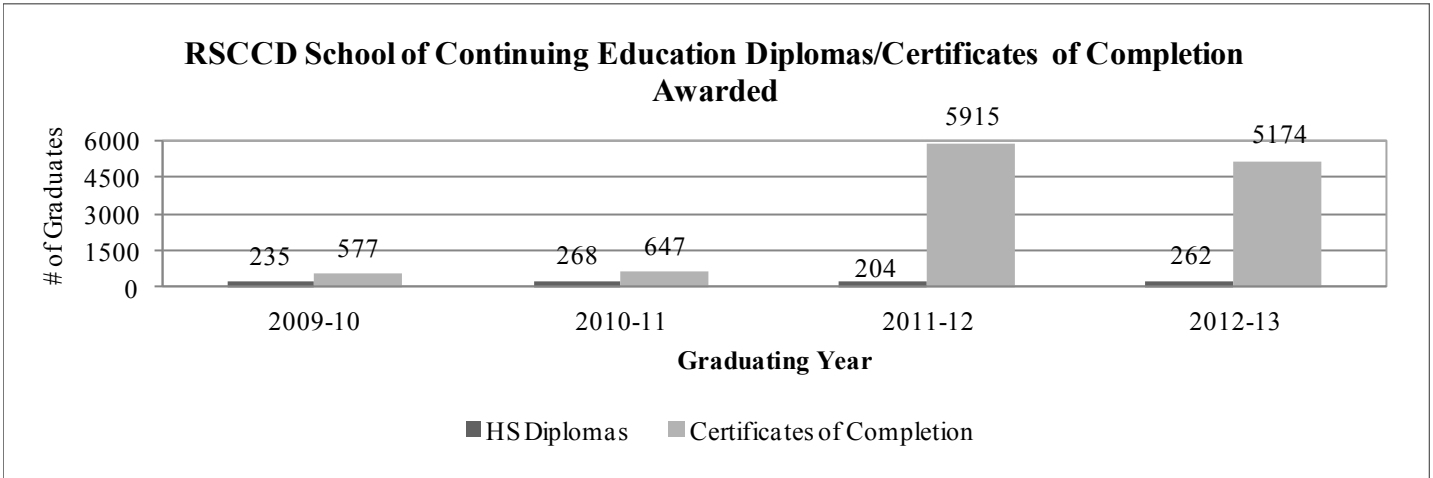 RSCCD School of Continuing Education Diplomas/Certificates of Completion
Awarded
# of Graduates
6000
4500
3000
1500
0
235
577
268
647
204
5915
262
5174
2009-10
2010-11
2011-12
2012-13
Graduating Year
HS Diplomas
Certificates of Completion